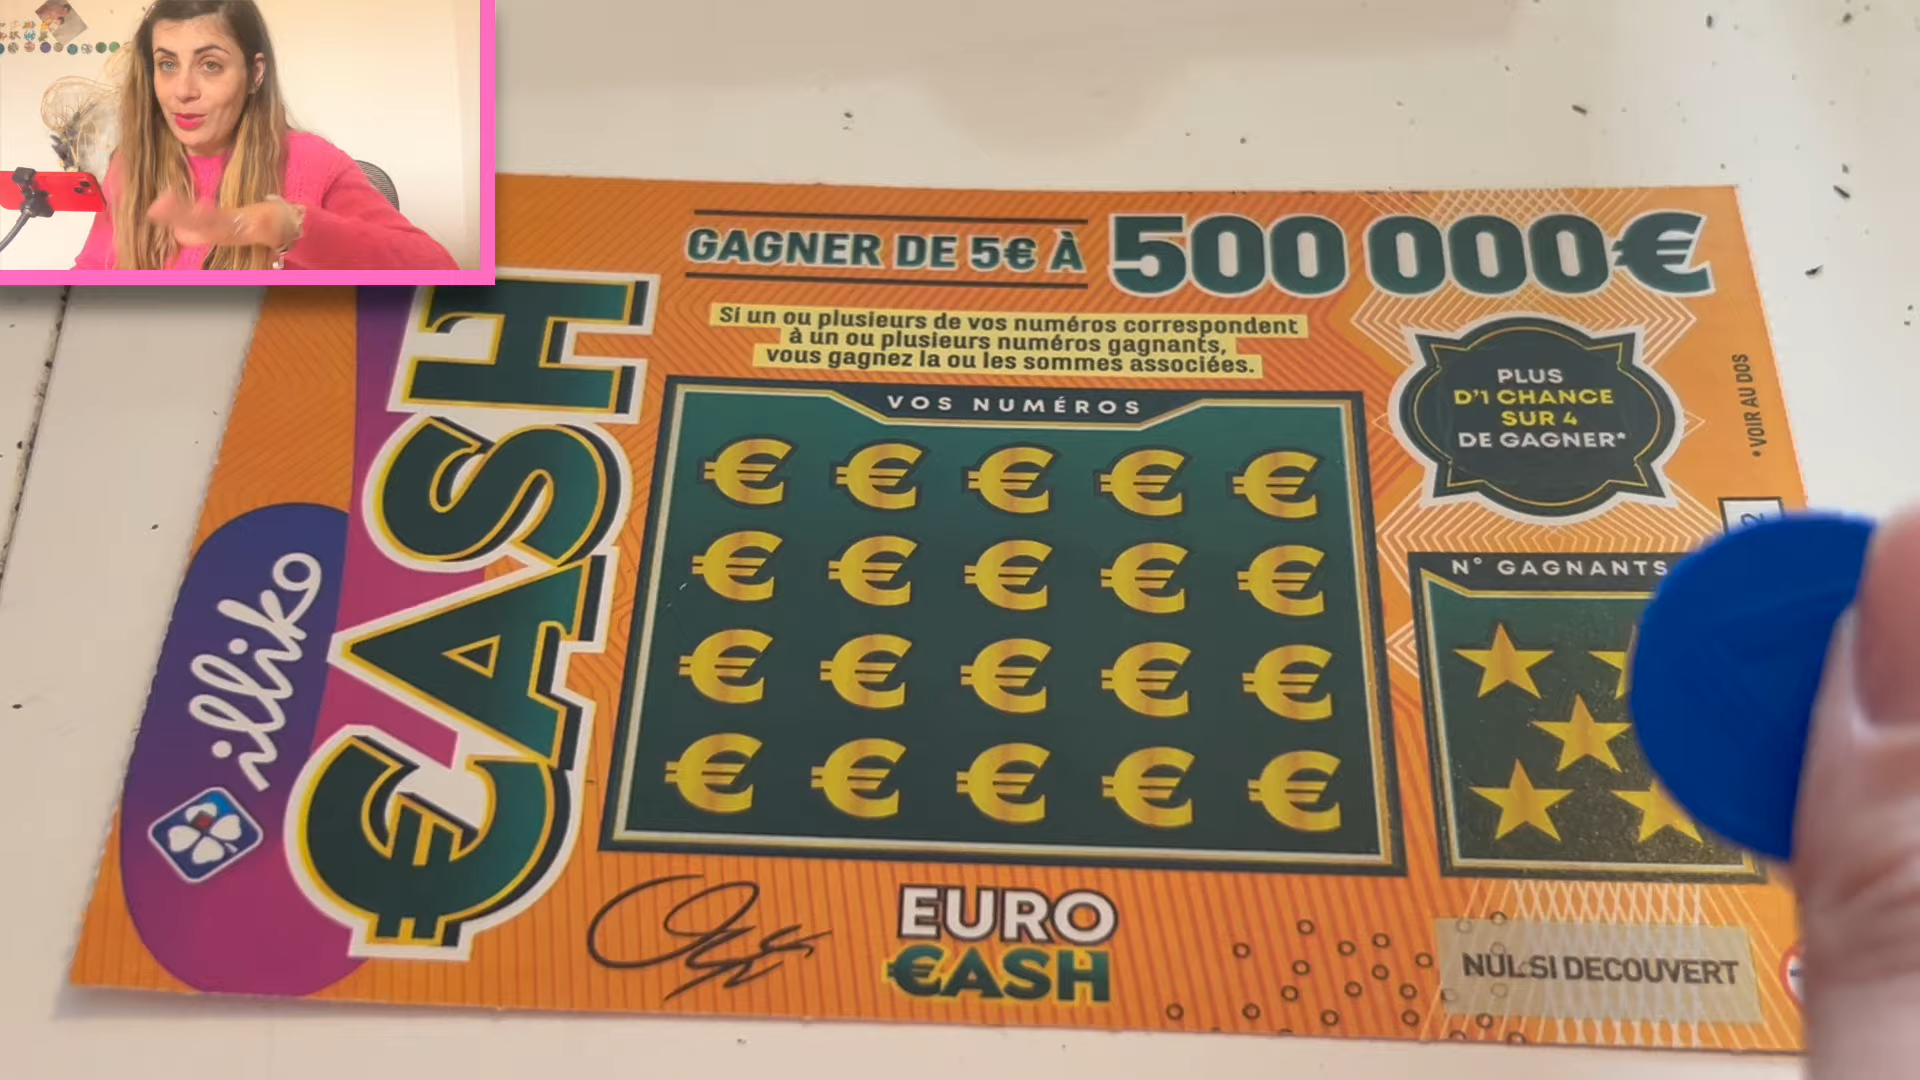 GAGNER DE 5€ À 500 000€
Si un ou plusieurs de vos numéros correspondent
à un ou plusieurs numéros gagnants,
vous gagnez la ou les sommes associées.
PLUS
D'1 CHANCE
SUR 4
DE GAGNER*
* VOIR AU DOS
VOS NUMÉROS
N° GAGNANTS
illiko
€ASH
EURO
€ASH
NUL SI DECOUVERT